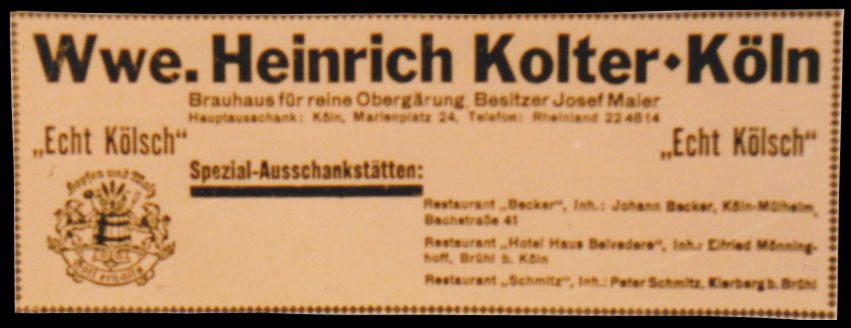 Wwe. Heinrich Kolter • Köln
Brauhaus für reine Obergärung, Besitzer Josef Maier
Hauptausschank: Köln, Marienplatz 24, Telefon: Rheinland 224614
„Echt Kölsch“
„Echt Kölsch“
Spezial-Ausschankstätten:
Hopfen und Malz
Gott erhalts
Restaurant „Becker“, Inh.: Johann Becker, Köln-Mülheim,
Bachstraße 41
Restaurant „Hotel Haus Belvedere“, Inh.: Elfried Mönning-
hoff, Brühl b. Köln
Restaurant „Schmitz“, Inh.: Peter Schmitz, Kierberg b. Brühl